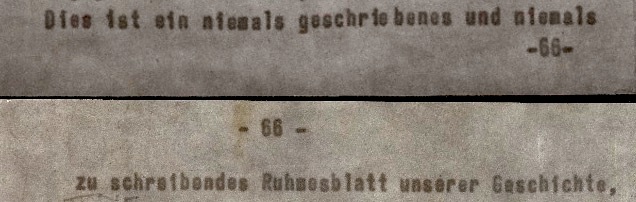 Dies ist ein niemals geschriebenes und niemals
-66-
- 66 -
zu schreibendes Ruhmesblatt unserer Geschichte,